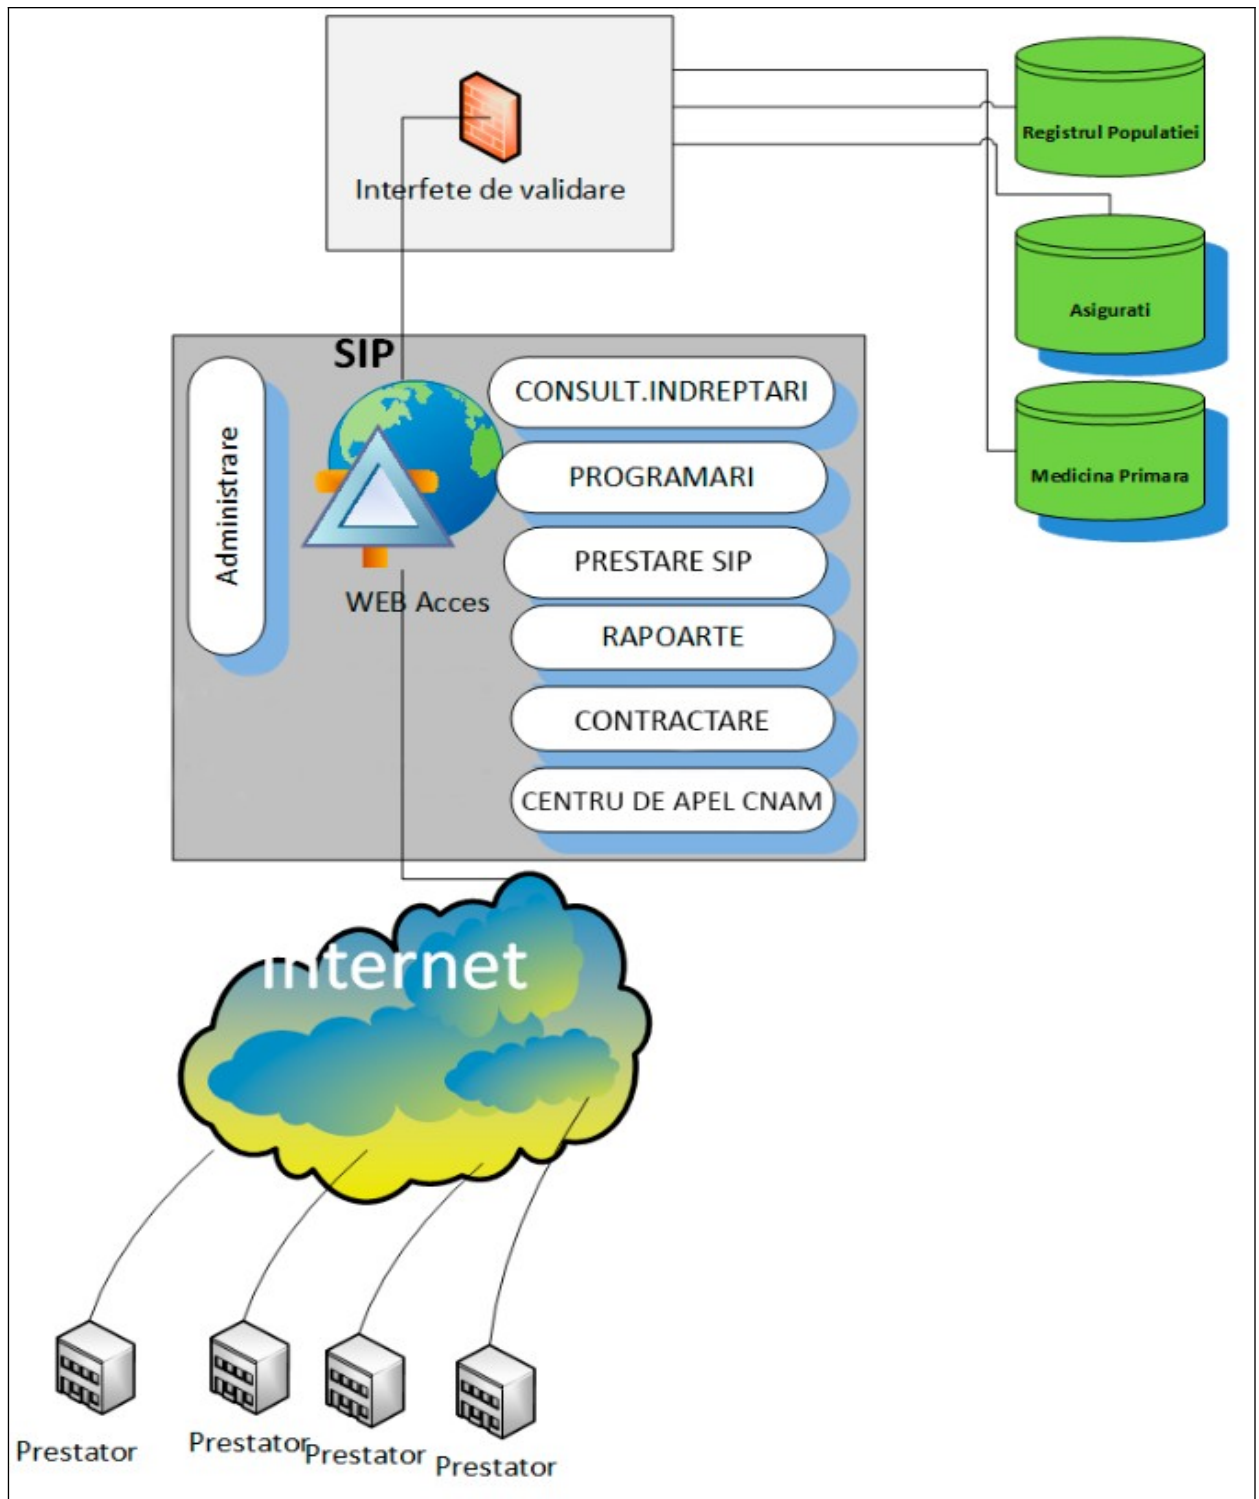 Interfete de validare
Registrul Populatiei
Asigurati
Medicina Primara
SIP
Administrare
WEB Acces
CONSULT.INDREPTARI
PROGRAMARI
PRESTARE SIP
RAPOARTE
CONTRACTARE
CENTRU DE APEL CNAM
Internet
Prestator
Prestator
Prestator
Prestator